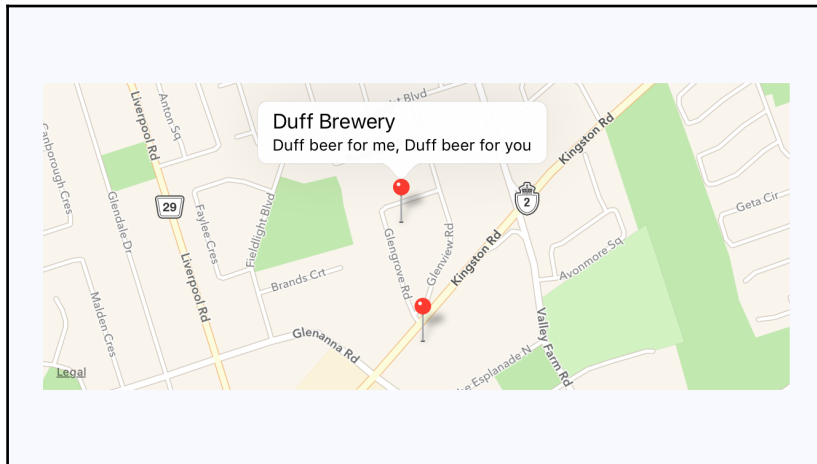 Duff Brewery
Duff beer for me, Duff beer for you
t Blvd
Liverpool Rd
Anton Sq
Canborough Cres
Glendale Dr
29
Faylee Cres
Fieldlight Blvd
Liverpool Rd
Brands Crt
Malden Cres
Glenanna Rd
Glengrove Rd
Glenview Rd
Kingston Rd
Kingston Rd
2
Geta Cir
Avonmore Sq
Valley Farm Rd
Esplanade N
Legal